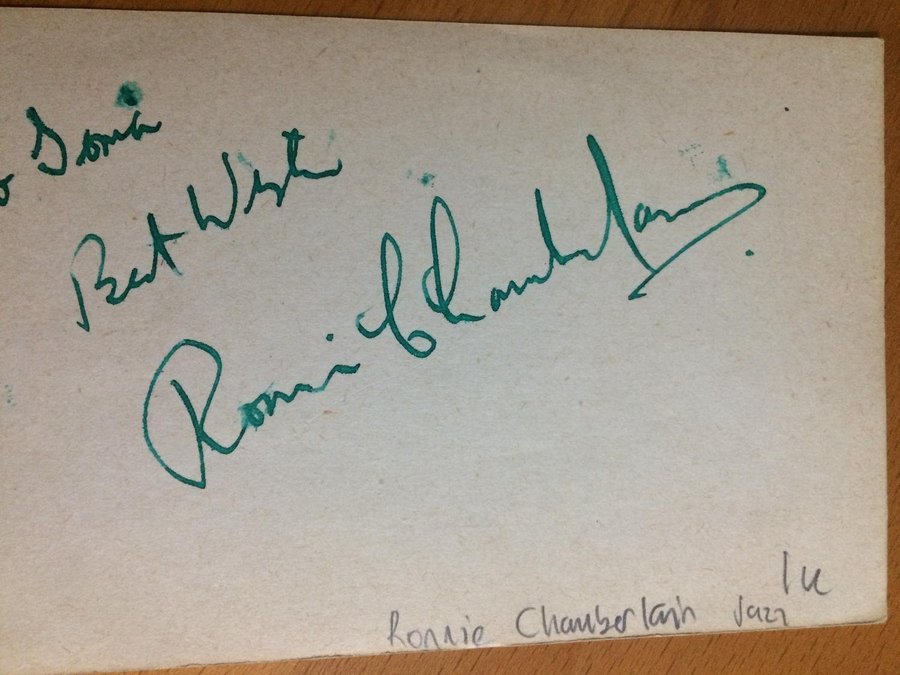 o Sonia
Best Wishes
Ronnie Chamberlain
Ronnie Chamberlain Jazz